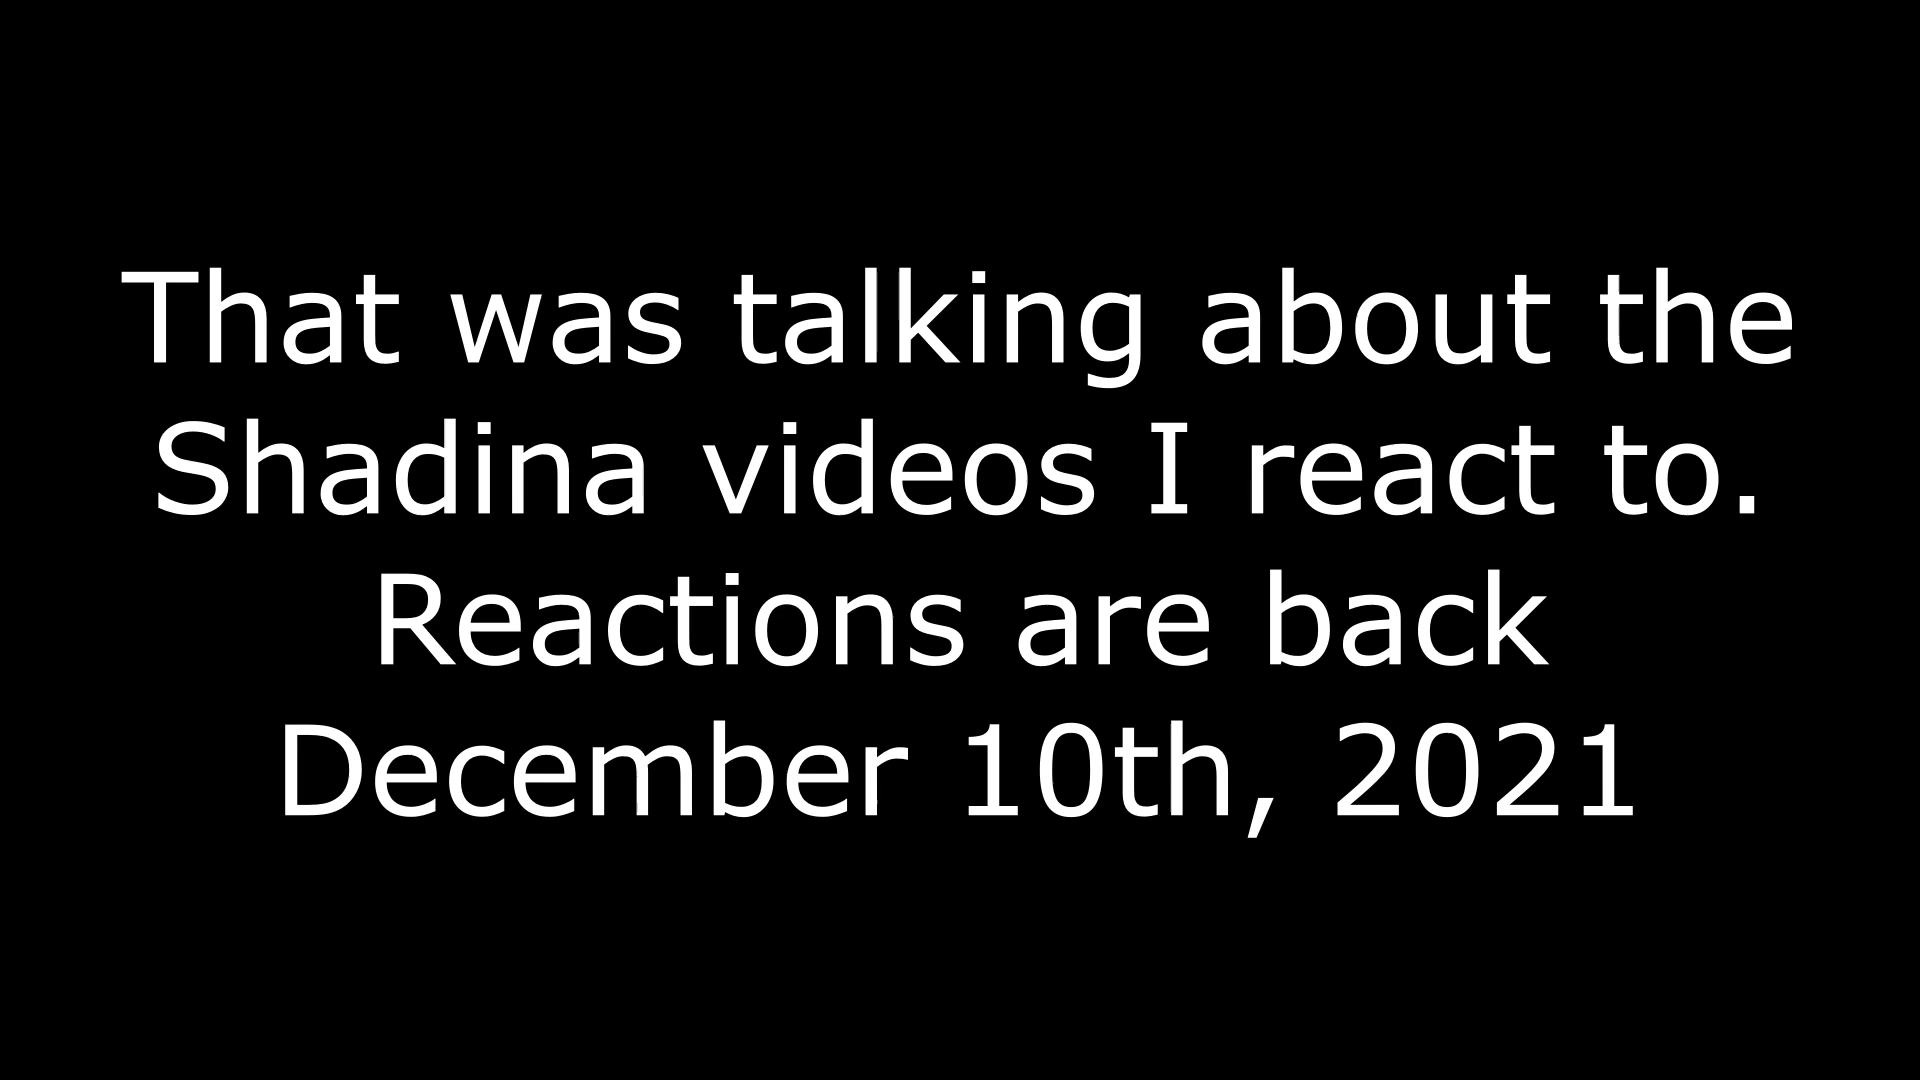 That was talking about the
Shadina videos I react to.
Reactions are back
December 10th, 2021